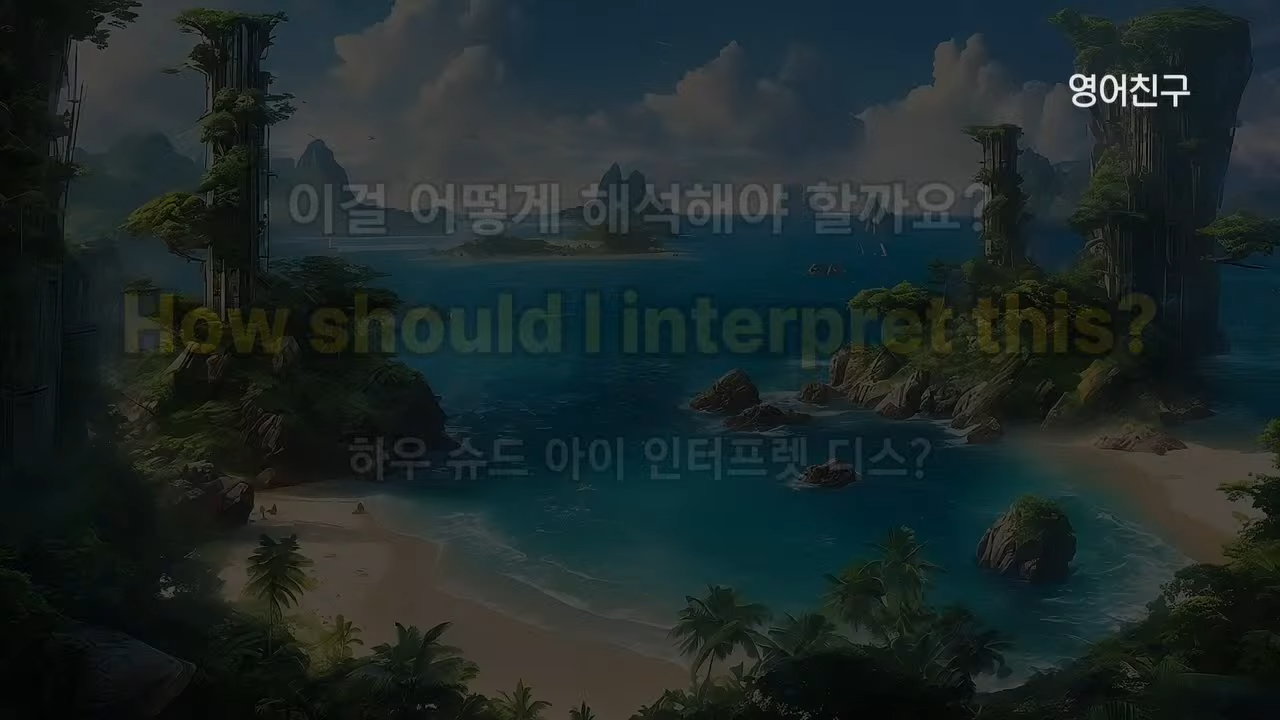 영어친구
이걸 어떻게 해석해야 할까요?
How should I interpret this?
하우 슈드 아이 인터프렛 디스?